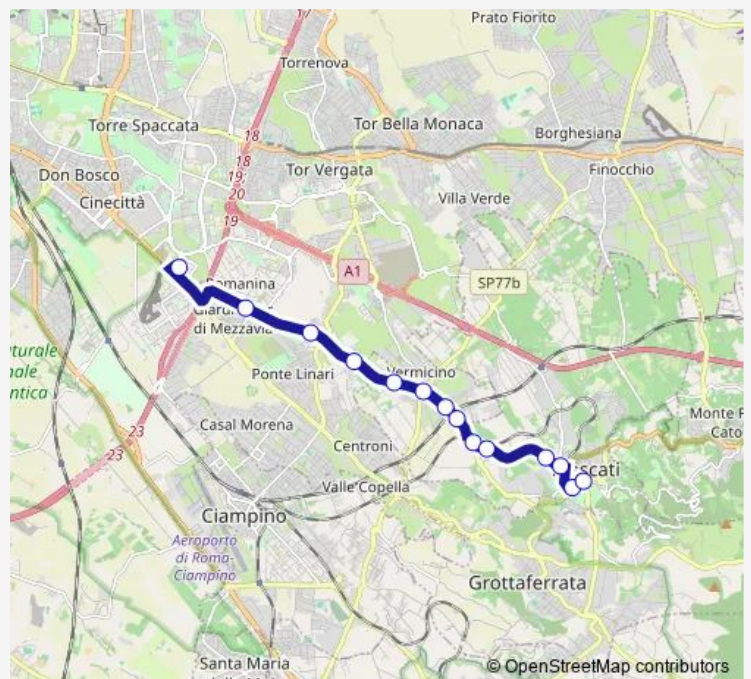 17
Prato Fiorito
Torrenova
Torre Spaccata
18
Tor Bella Monaca
Borghesiana
18
Don Bosco
19;
Tor Vergata
Finocchio
20
Cinecittà
Villa Verde
19
A1
SP77b
Romanina
di Mezzavia
Ponte Linari
Vermicino
Monte
Casal Morena
23
Cato
23
Centroni
scati
Valle Copella
Ciampino
Aeroporto
di Roma-
Ciampino
Grottaferrata
Santa Maria
© OpenStreetMap contributors